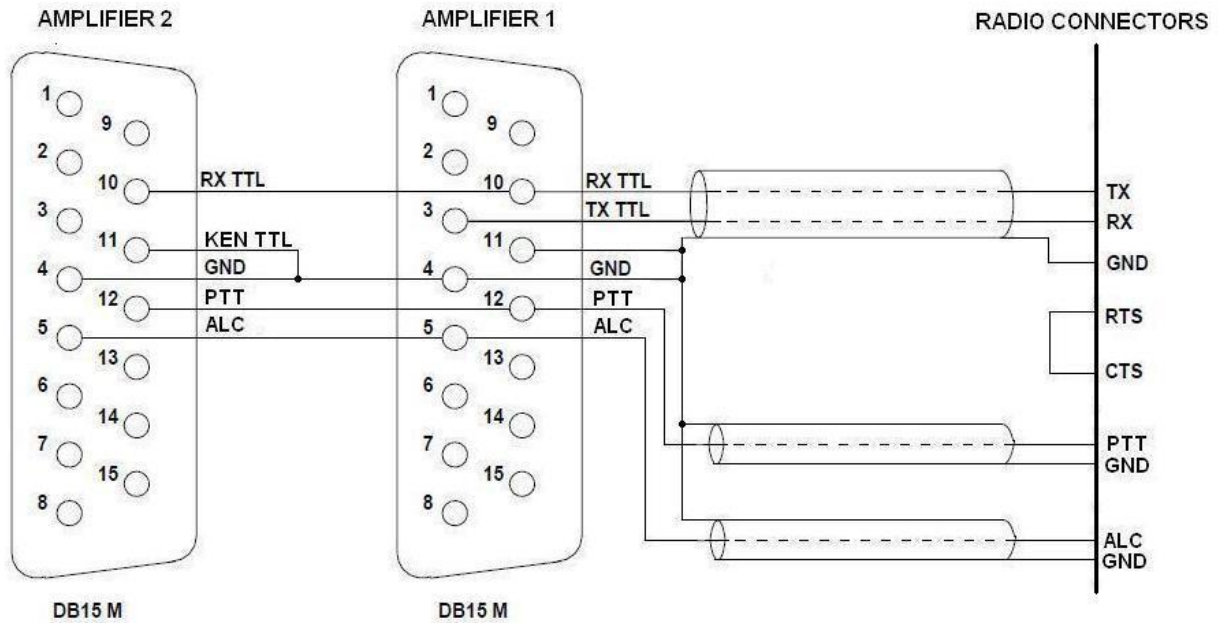 AMPLIFIER 2
AMPLIFIER 1
RADIO CONNECTORS
1
9
2
10
3
11
4
12
5
13
6
14
7
15
8
RX TTL
KEN TTL
GND
PTT
ALC
DB15 M
1
9
2
10
3
11
4
12
5
13
6
14
7
15
8
RX TTL
TX TTL
GND
PTT
ALC
DB15 M
TX
RX
GND
RTS
CTS
PTT
GND
ALC
GND